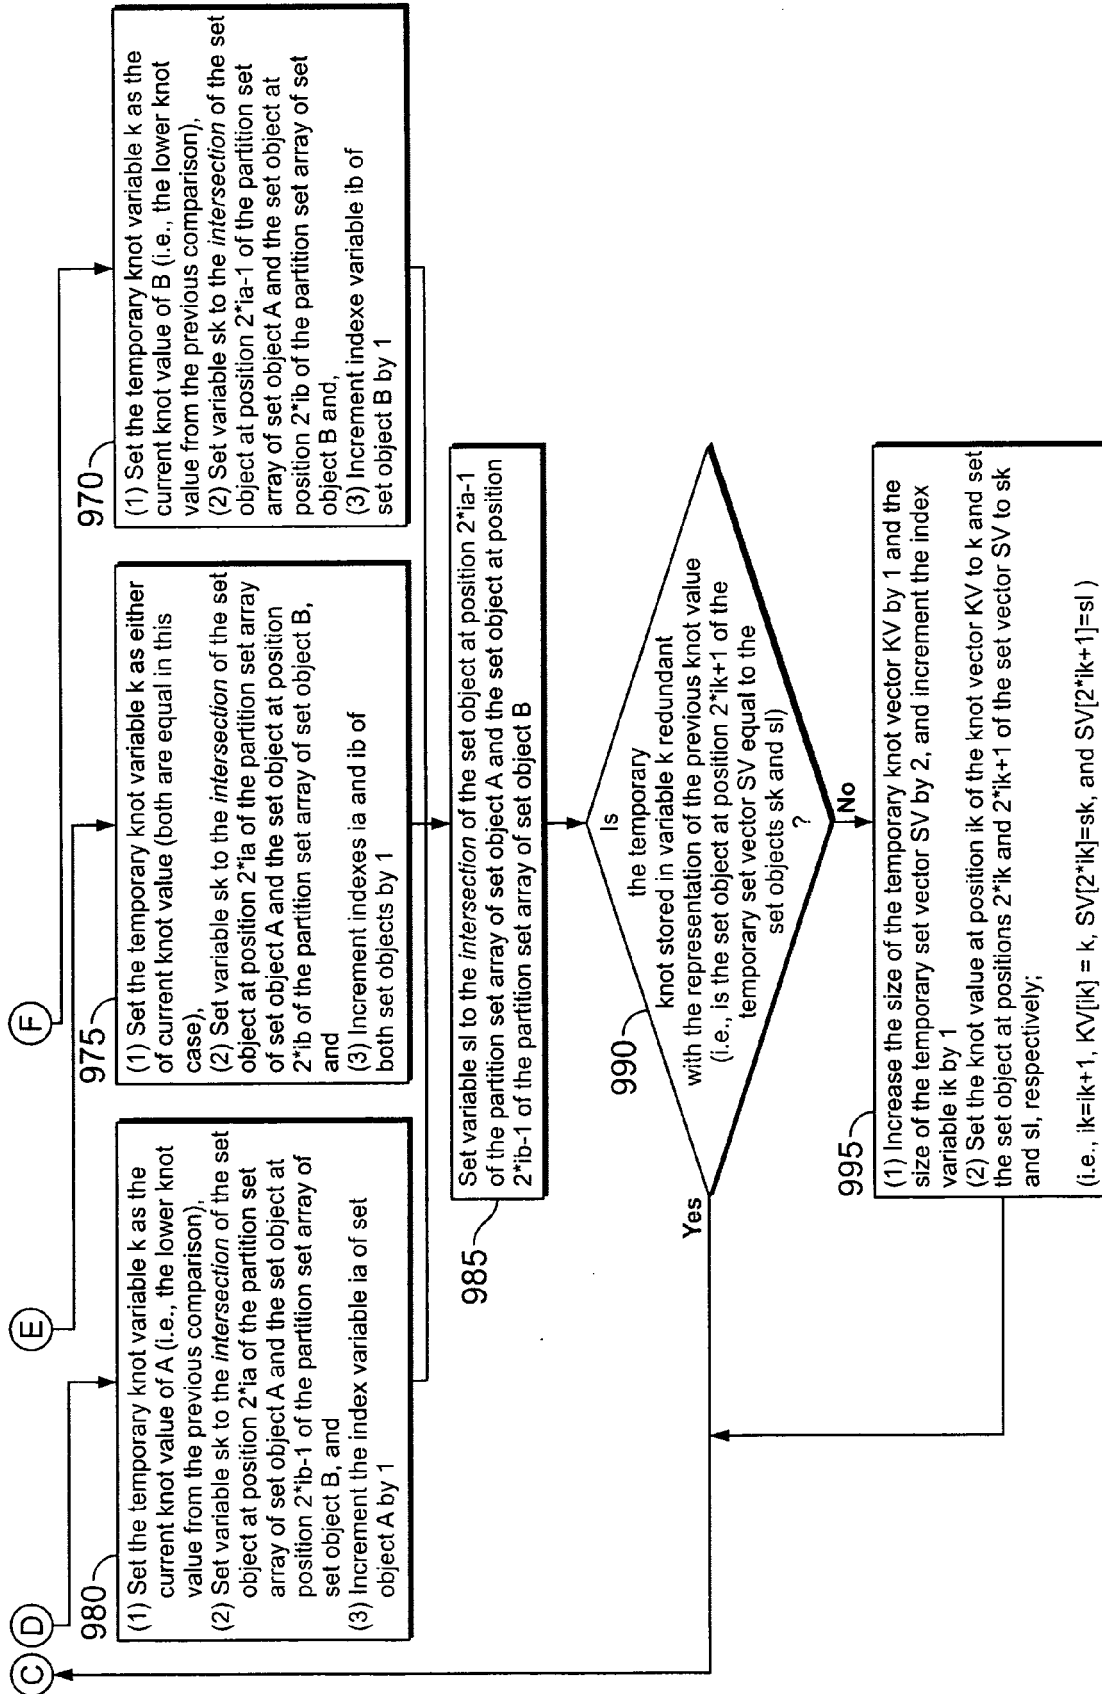 C
D
E
F
980
(1) Set the temporary knot variable k as the
current knot value of A (i.e., the lower knot
value from the previous comparison),
(2) Set variable sk to the intersection of the set
object at position 2*ia of the partition set
array of set object A and the set object at
position 2*ib-1 of the partition set array of
set object B, and
(3) Increment the index variable ia of set
object A by 1
975
(1) Set the temporary knot variable k as either
of current knot value (both are equal in this
case),
(2) Set variable sk to the intersection of the set
object at position 2*ia of the partition set array
of set object A and the set object at position
2*ib of the partition set array of set object B,
and
(3) Increment indexes ia and ib of
both set objects by 1
970
(1) Set the temporary knot variable k as the
current knot value of B (i.e., the lower knot
value from the previous comparison),
(2) Set variable sk to the intersection of the set
object at position 2*ia-1 of the partition set
array of set object A and the set object at
position 2*ib of the partition set array of set
object B and,
(3) Increment indexe variable ib of
set object B by 1
985
Set variable sl to the intersection of the set object at position 2*ia-1
of the partition set array of set object A and the set object at position
2*ib-1 of the partition set array of set object B
990
Is
the temporary
knot stored in variable k redundant
with the representation of the previous knot value
(i.e., is the set object at position 2*ik+1 of the
temporary set vector SV equal to the
set objects sk and sl)
?
Yes
No
995
(1) Increase the size of the temporary knot vector KV by 1 and the
size of the temporary set vector SV by 2, and increment the index
variable ik by 1
(2) Set the knot value at position ik of the knot vector KV to k and set
the set object at positions 2*ik and 2*ik+1 of the set vector SV to sk
and sl, respectively;
(i.e., ik=ik+1, KV[ik] = k, SV[2*ik]=sk, and SV[2*ik+1]=sl )